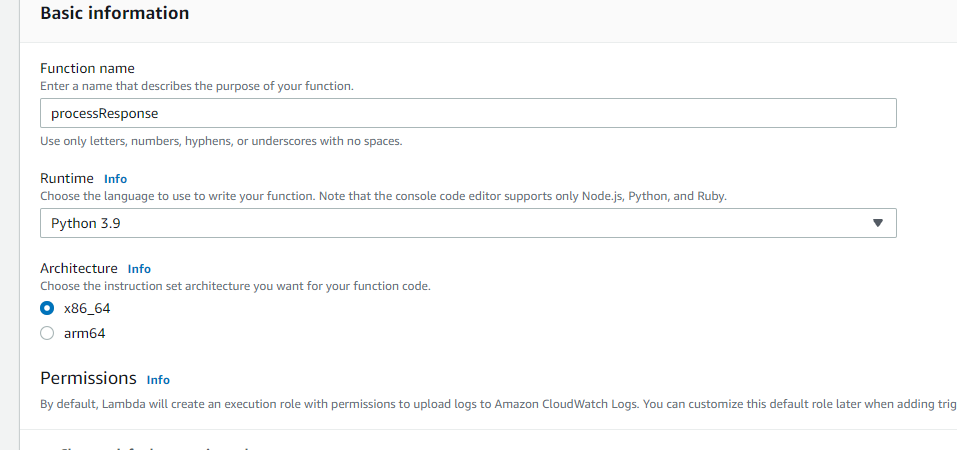 Basic information
Function name
Enter a name that describes the purpose of your function.
processResponse
Use only letters, numbers, hyphens, or underscores with no spaces.
Runtime Info
Choose the language to use to write your function. Note that the console code editor supports only Node.js, Python, and Ruby.
Python 3.9
Architecture Info
Choose the instruction set architecture you want for your function code.
x86_64
arm64
Permissions Info
By default, Lambda will create an execution role with permissions to upload logs to Amazon CloudWatch Logs. You can customize this default role later when adding trig